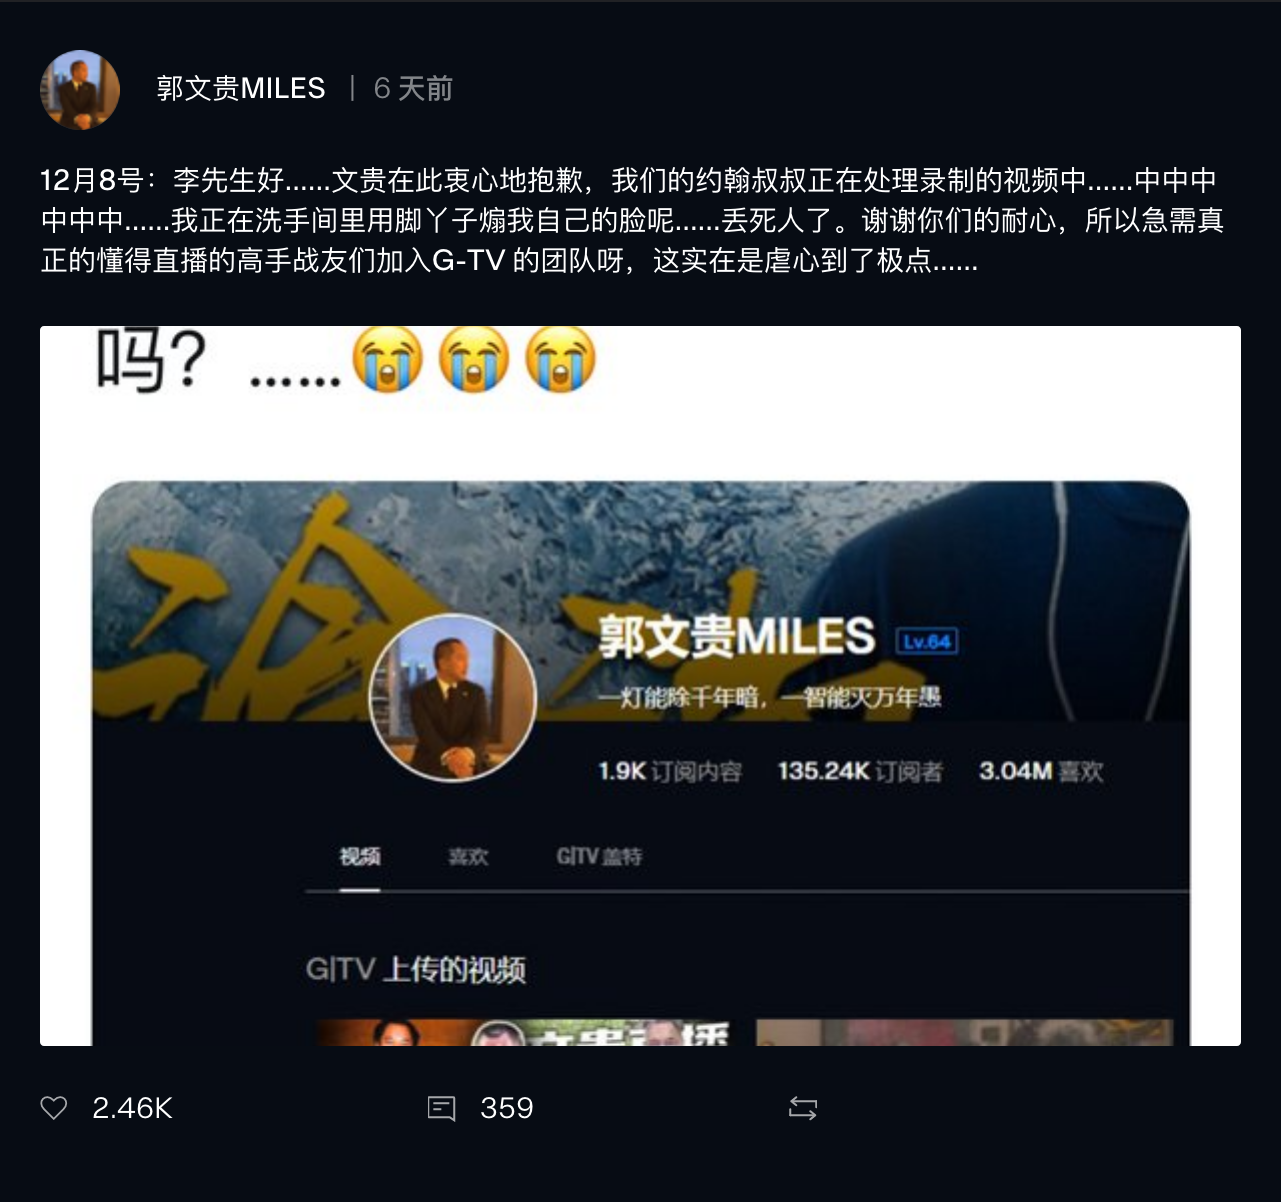 郭文贵MILES | 6 天前
12月8号：李先生好......文贵在此衷心地抱歉，我们的约翰叔叔正在处理录制的视频中......中中中
中中中......我正在洗手间里用脚丫子煽我自己的脸呢......丢死人了。谢谢你们的耐心，所以急需真
正的懂得直播的高手战友们加入G-TV 的团队呀，这实在是虐心到了极点......
吗？ ......😭😭😭
郭文贵MILES Lv.64
一灯能除千年暗，一智能灭万年愚
1.9K 订阅内容 135.24K 订阅者 3.04M 喜欢
视频 喜欢 G|TV 盖特
G|TV 上传的视频
2.46K 359